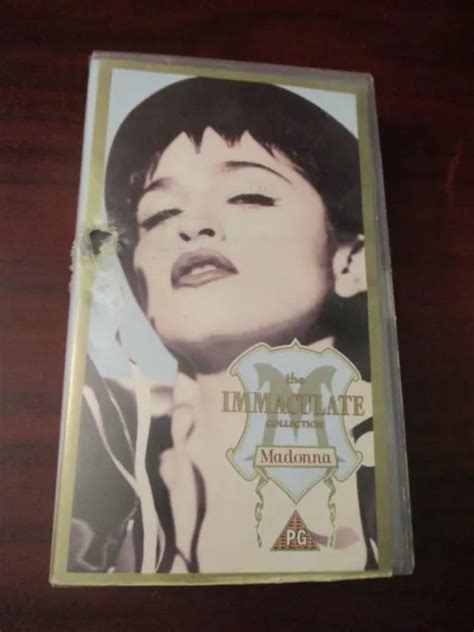 the
IMMACULATE
COLLECTION
Madonna
PG